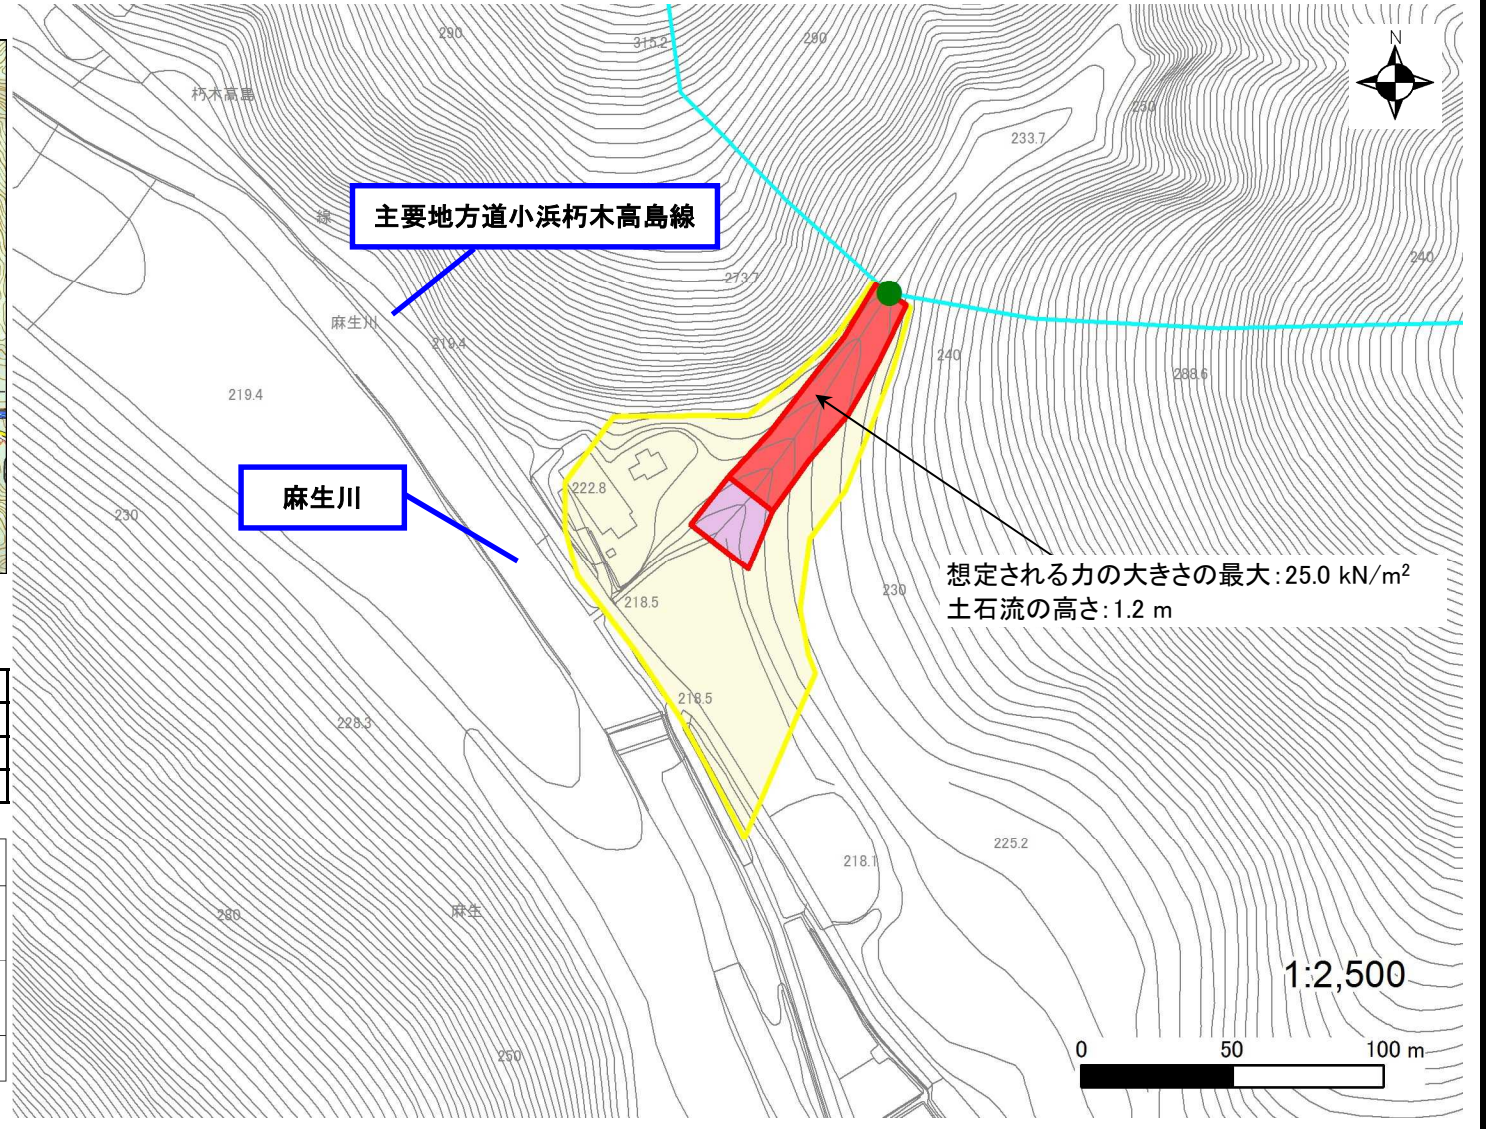 290
315.2
290
N
朽木高島
250
233.7
主要地方道小浜朽木高島線
線
273.7
240
麻生川
219.4
240
288.6
219.4
麻生川
222.8
230
想定される力の大きさの最大:25.0 kN/m²
土石流の高さ:1.2 m
230
218.5
218.5
228.3
225.2
218.1
280
麻生
1:2,500
250
0 50 100 m